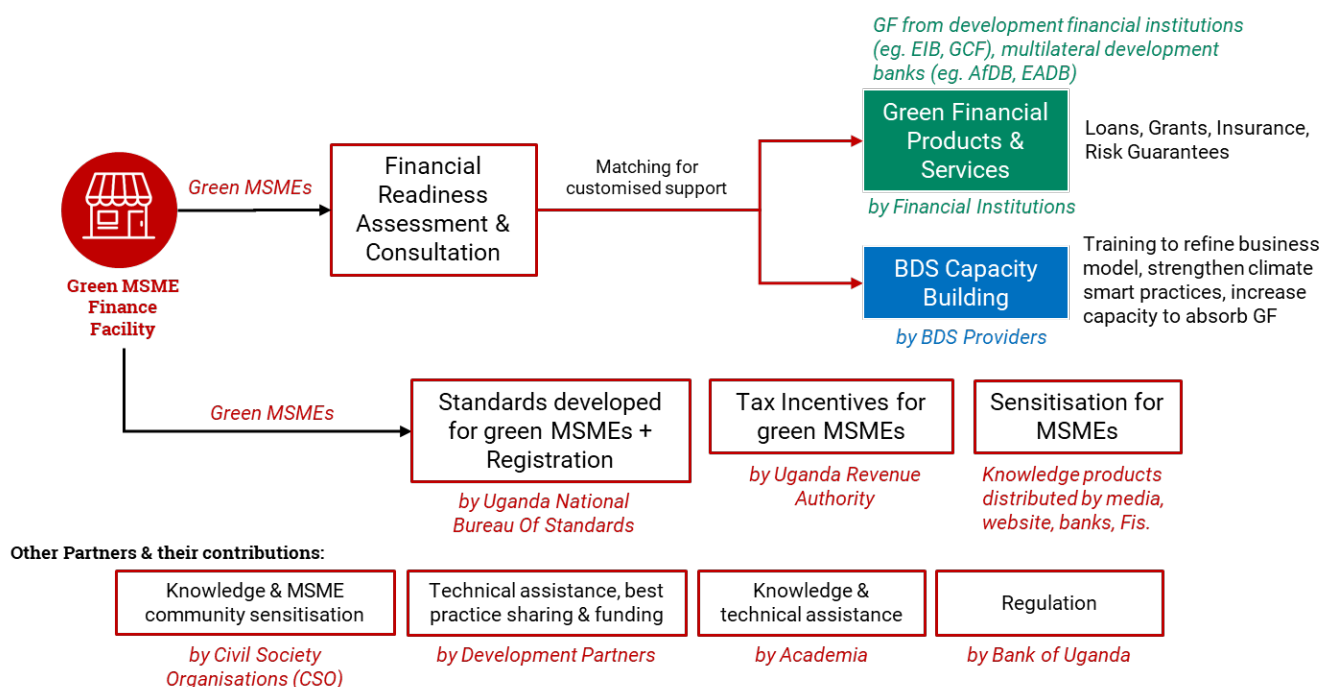 GF from development financial institutions
(eg. EIB, GCF), multilateral development
banks (eg. AfDB, EADB)
Green Financial
Products &
Services
Loans, Grants, Insurance,
Risk Guarantees
by Financial Institutions
Green MSMEs
Financial
Readiness
Assessment &
Consultation
Matching for
customised support
Green MSME
Finance
Facility
BDS Capacity
Building
Training to refine business
model, strengthen climate
smart practices, increase
capacity to absorb GF
by BDS Providers
Green MSMEs
Standards developed
for green MSMEs +
Registration
by Uganda National
Bureau Of Standards
Tax Incentives for
green MSMEs
by Uganda Revenue
Authority
Sensitisation for
MSMEs
Knowledge products
distributed by media,
website, banks, Fis.
Other Partners & their contributions:
Knowledge & MSME
community sensitisation
by Civil Society
Organisations (CSO)
Technical assistance, best
practice sharing & funding
by Development Partners
Knowledge &
technical assistance
by Academia
Regulation
by Bank of Uganda